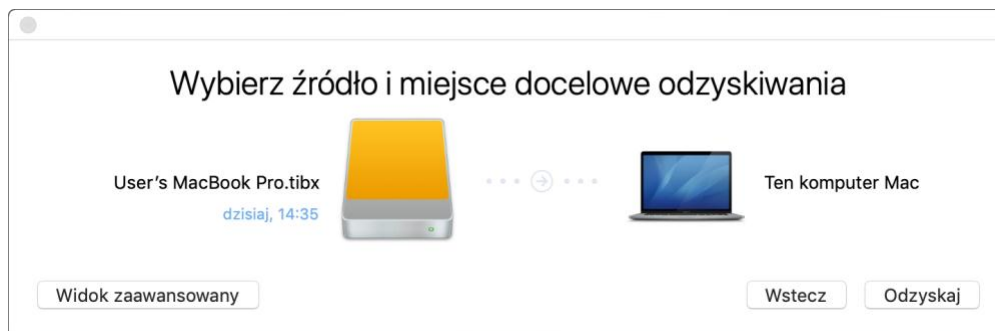 Wybierz źródło i miejsce docelowe odzyskiwania
User's MacBook Pro.tibx
dzisiaj, 14:35
Ten komputer Mac
Widok zaawansowany
Wstecz
Odzyskaj